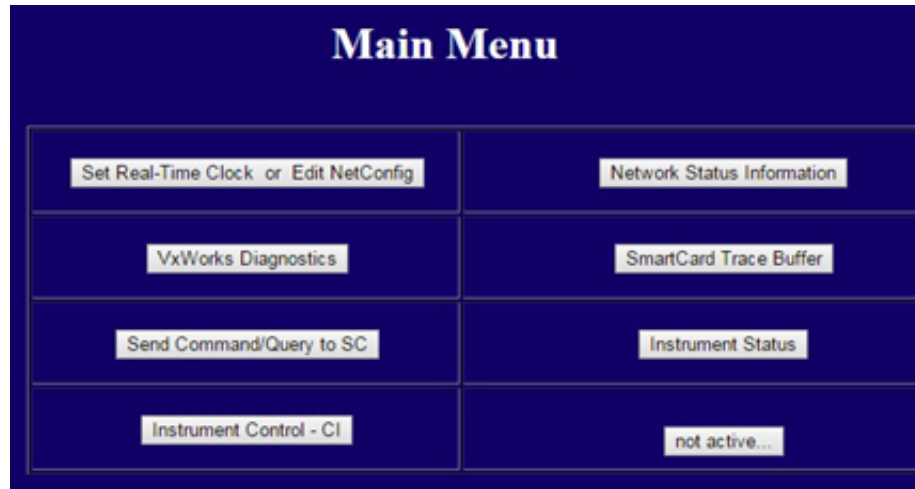 Main Menu
Set Real-Time Clock or Edit NetConfig
Network Status Information
VxWorks Diagnostics
SmartCard Trace Buffer
Send Command/Query to SC
Instrument Status
Instrument Control - CI
not active...